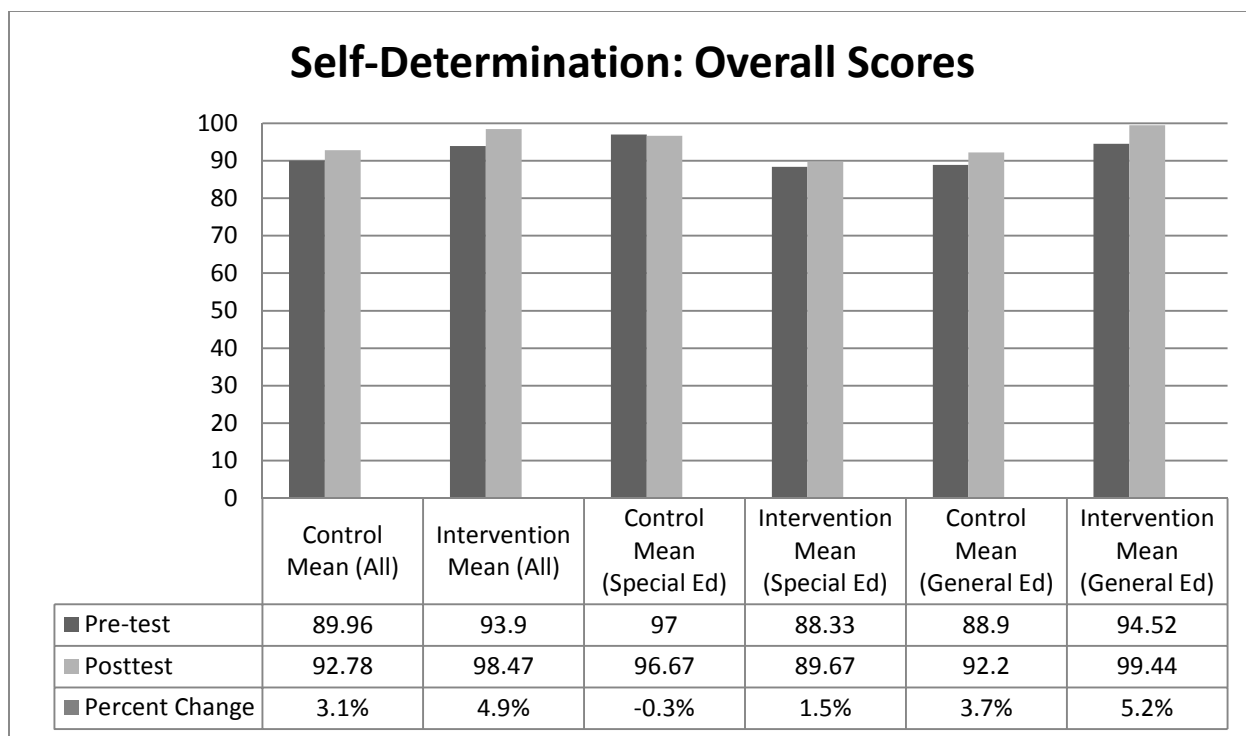 Self-Determination: Overall Scores
100
90
80
70
60
50
40
30
20
10
0
Control Mean (All)
Intervention Mean (All)
Control Mean (Special Ed)
Intervention Mean (Special Ed)
Control Mean (General Ed)
Intervention Mean (General Ed)
Pre-test 89.96 93.9 97 88.33 88.9 94.52
Posttest 92.78 98.47 96.67 89.67 92.2 99.44
Percent Change 3.1% 4.9% -0.3% 1.5% 3.7% 5.2%